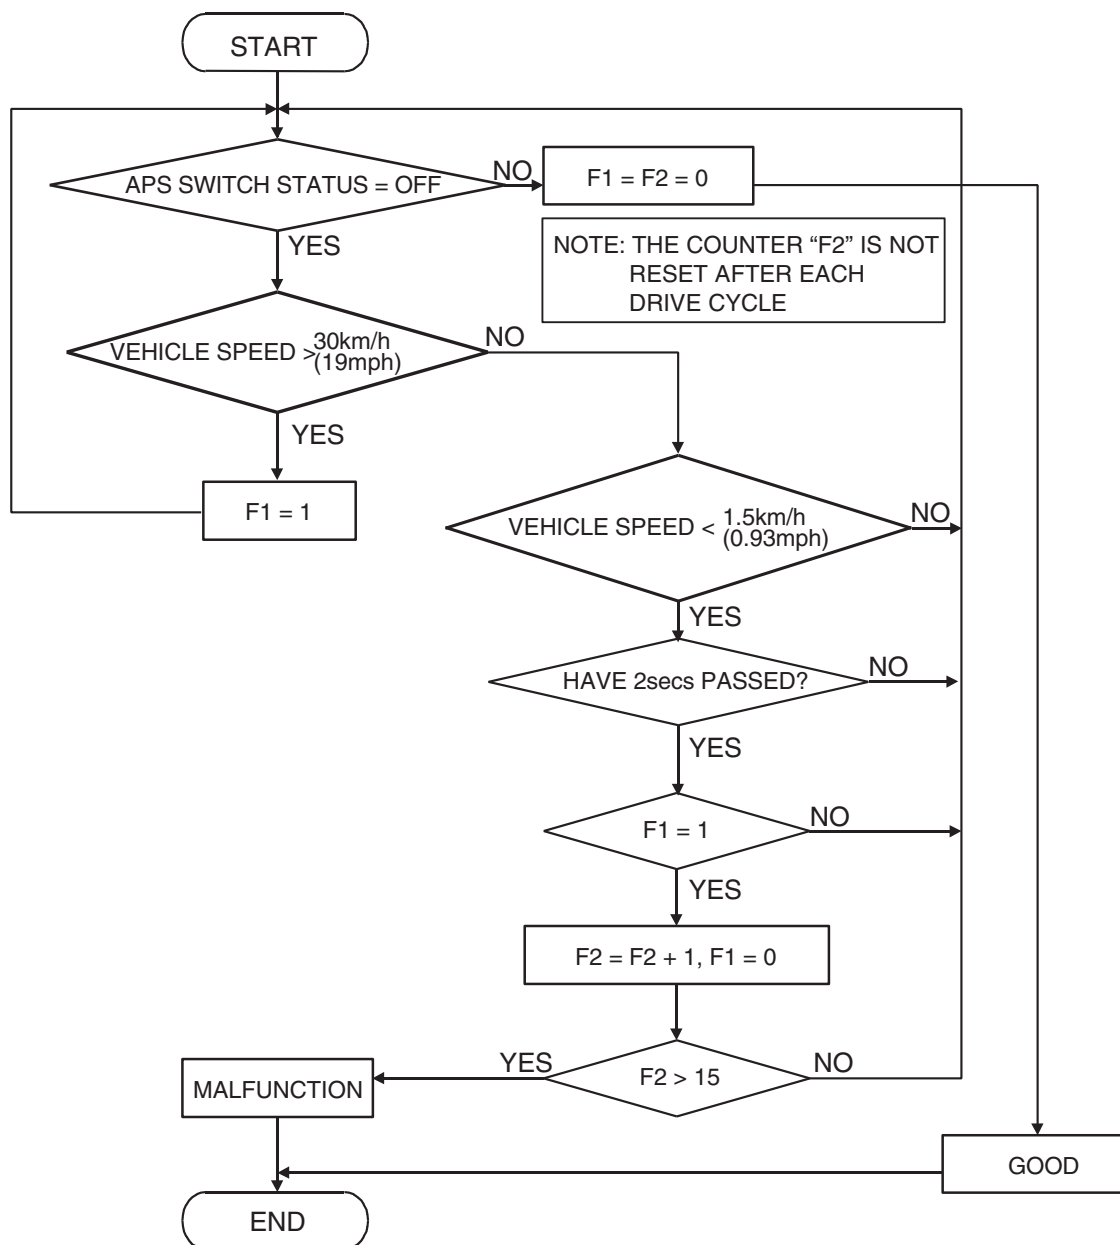 START
APS SWITCH STATUS = OFF
NO
F1 = F2 = 0
YES
NOTE: THE COUNTER “F2” IS NOT
RESET AFTER EACH
DRIVE CYCLE
VEHICLE SPEED > 30km/h
(19mph)
NO
YES
F1 = 1
VEHICLE SPEED < 1.5km/h
(0.93mph)
NO
YES
HAVE 2secs PASSED?
NO
YES
F1 = 1
NO
YES
F2 = F2 + 1, F1 = 0
F2 > 15
YES
NO
MALFUNCTION
GOOD
END